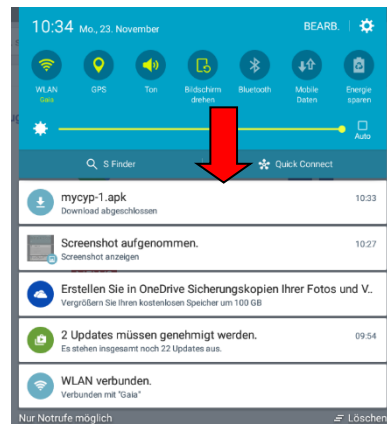 10:34 Mo., 23. November BEARB.
WLAN
Gaia
GPS
Ton
Bildschirm
drehen
Bluetooth
Mobile
Daten
Energie
sparen
Auto
S Finder
Quick Connect
mycyp-1.apk 10:33
Download abgeschlossen
Screenshot aufgenommen. 10:27
Screenshot anzeigen
Erstellen Sie in OneDrive Sicherungskopien Ihrer Fotos und V..
Vergrößern Sie Ihren kostenlosen Speicher um 100 GB
2 Updates müssen genehmigt werden. 09:54
Es stehen insgesamt noch 22 Updates aus.
WLAN verbunden.
Verbunden mit "Gaia"
Nur Notrufe möglich Löschen